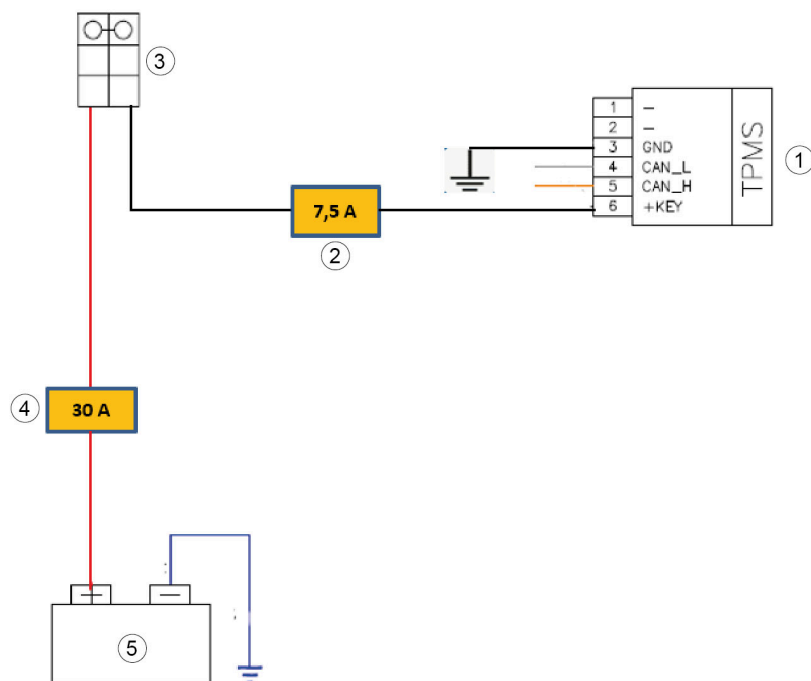 3
1 –
2 –
3 GND
4 CAN_L
5 CAN_H
6 +KEY
TPMS
1
7,5 A
2
4
30 A
+ –
5